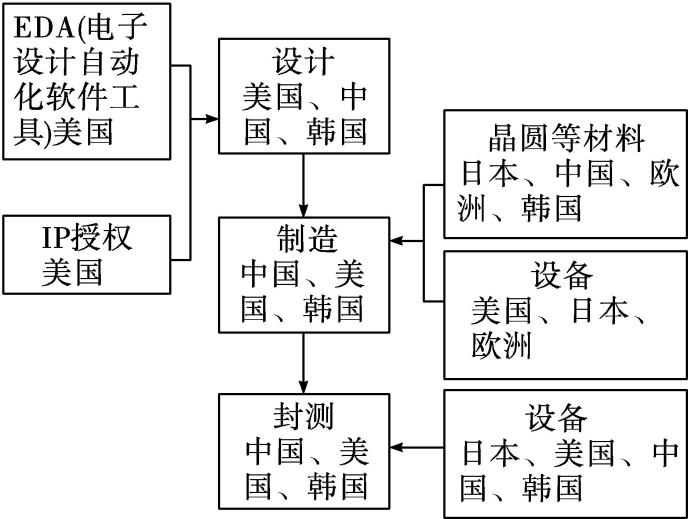 EDA(电子
设计自动
化软件工
具)美国
IP授权
美国
设计
美国、中
国、韩国
制造
中国、美
国、韩国
封测
中国、美
国、韩国
晶圆等材料
日本、中国、欧
洲、韩国
设备
美国、日本、
欧洲
设备
日本、美国、中
国、韩国